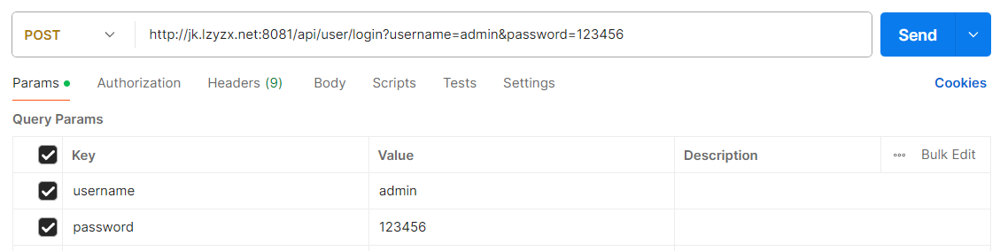 POST http://jk.lzyzx.net:8081/api/user/login?username=admin&password=123456 Send
Params Authorization Headers (9) Body Scripts Tests Settings Cookies
Query Params
Key Value Description Bulk Edit
username admin
password 123456